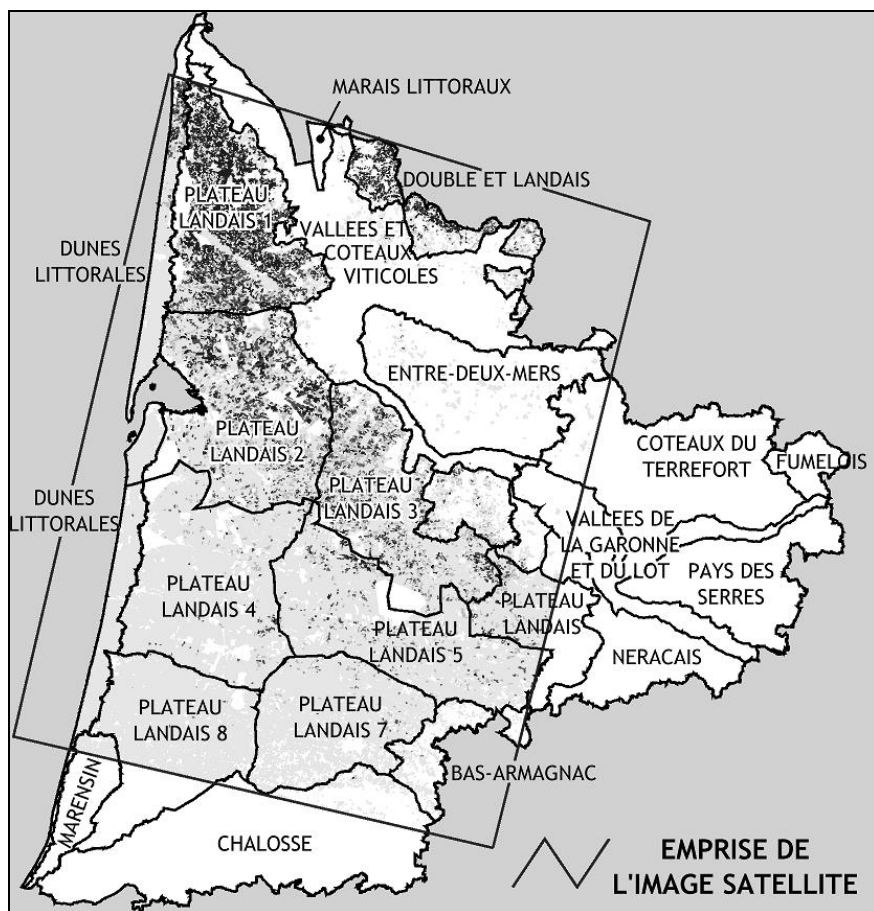 MARAIS LITTORAUX
DOUBLE ET LANDAIS
PLATEAU
LANDAIS 1
VALLEES ET
COTEAUX
VITICOLES
DUNES
LITTORALES
ENTRE-DEUX-MERS
PLATEAU
LANDAIS 2
COTEAUX DU
TERREFORT
FUMELOIS
DUNES
LITTORALES
PLATEAU
LANDAIS 3
VALLEES DE
LA GARONNE
ET DU LOT
PAYS DES
SERRES
PLATEAU
LANDAIS 4
PLATEAU
LANDAIS
PLATEAU
LANDAIS 5
NERACAIS
PLATEAU
LANDAIS 8
PLATEAU
LANDAIS 7
BAS-ARMAGNAC
MARENSIN
CHALOSSE
EMPRISE DE
L'IMAGE SATELLITE